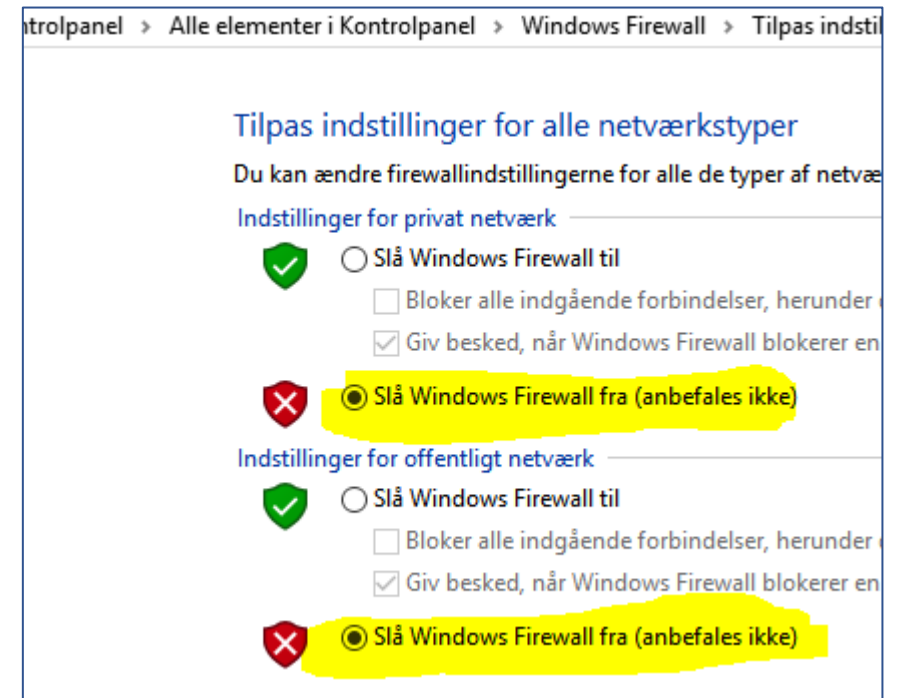 Alle elementer i Kontrolpanel > Windows Firewall > Tilpas
Tilpas indstillinger for alle netværkstyper
Du kan ændre firewallindstillingerne for alle de typer af
Indstillinger for privat netværk
Slå Windows Firewall til
Bloker alle indgående forbindelser, herunder
Giv besked, når Windows Firewall blokerer en
Slå Windows Firewall fra (anbefales ikke)
Indstillinger for offentligt netværk
Slå Windows Firewall til
Bloker alle indgående forbindelser, herunder
Giv besked, når Windows Firewall blokerer en
Slå Windows Firewall fra (anbefales ikke)